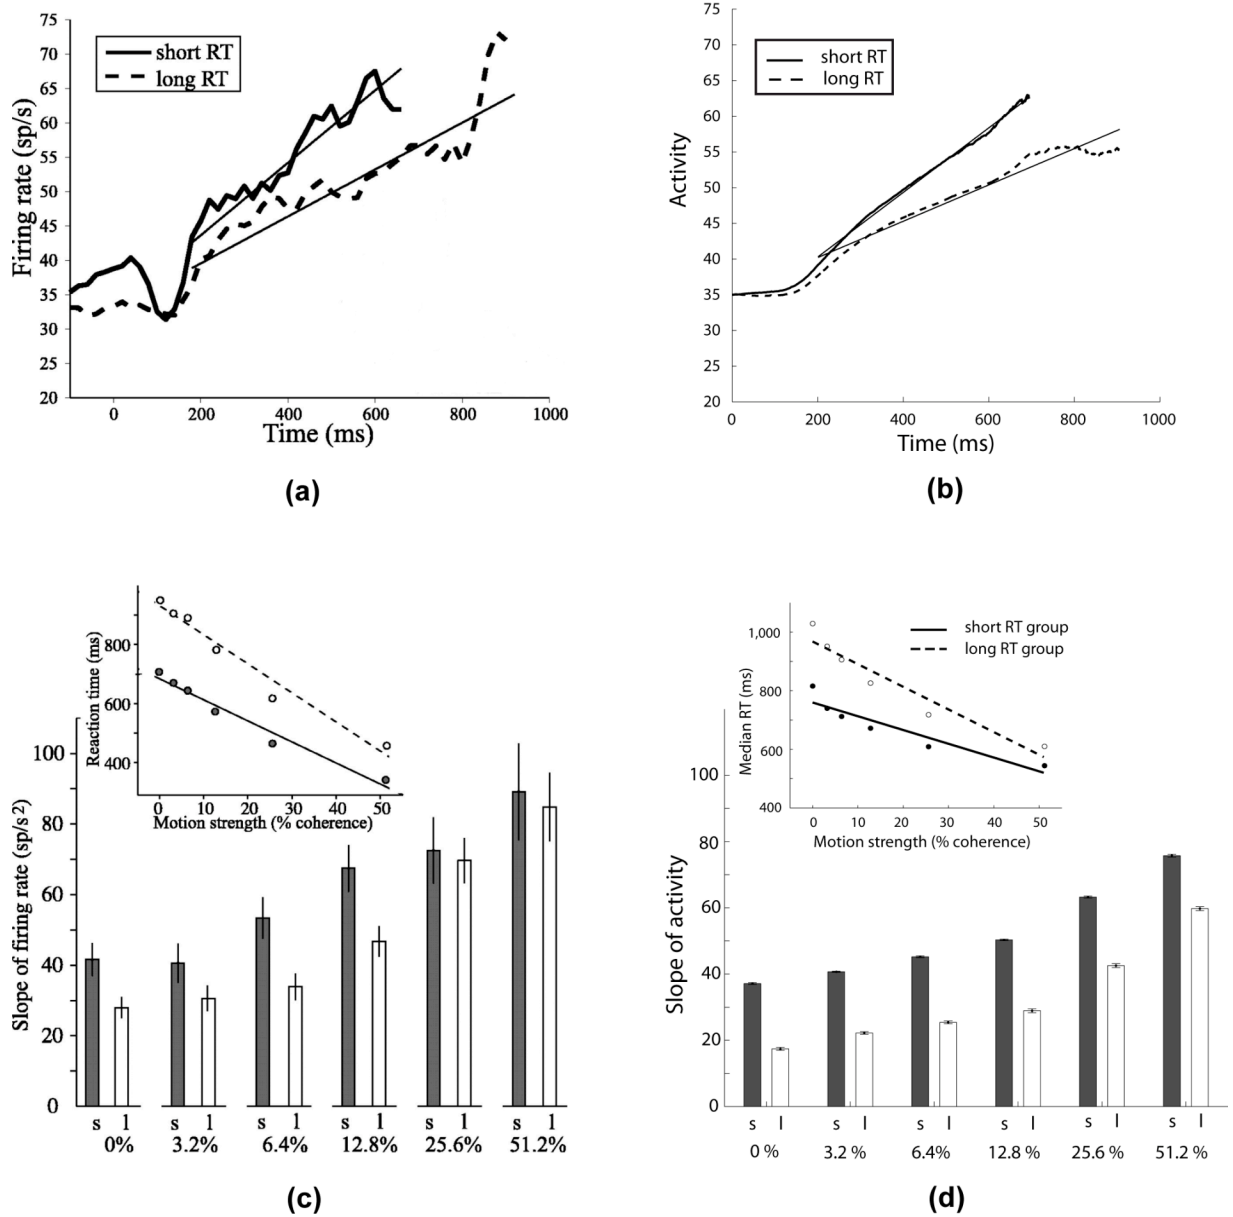 75
70
65
60
55
50
45
40
35
30
25
20
Firing rate (sp/s)
short RT
long RT
0 200 400 600 800 1000
Time (ms)
(a)
75
65
55
45
35
25
20
Activity
short RT
long RT
0 200 400 600 800 1000
Time (ms)
(b)
800
600
400
Reaction time (ms)
0 10 20 30 40 50
Motion strength (% coherence)
100
80
60
40
20
0
Slope of firing rate (sp/s²)
s l s l s l s l s l s l
0% 3.2% 6.4% 12.8% 25.6% 51.2%
(c)
1,000
800
600
400
Median RT (ms)
short RT group
long RT group
0 10 20 30 40 50
Motion strength (% coherence)
100
80
60
40
20
0
Slope of activity
s l s l s l s l s l s l
0 % 3.2 % 6.4% 12.8 % 25.6 % 51.2 %
(d)